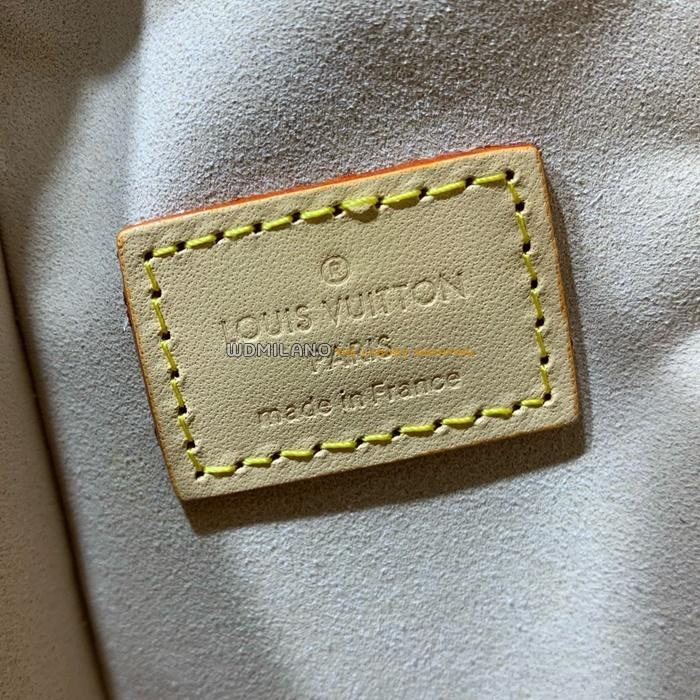 ®
LOUIS VUITTON
PARIS
WDMILANO
made in France